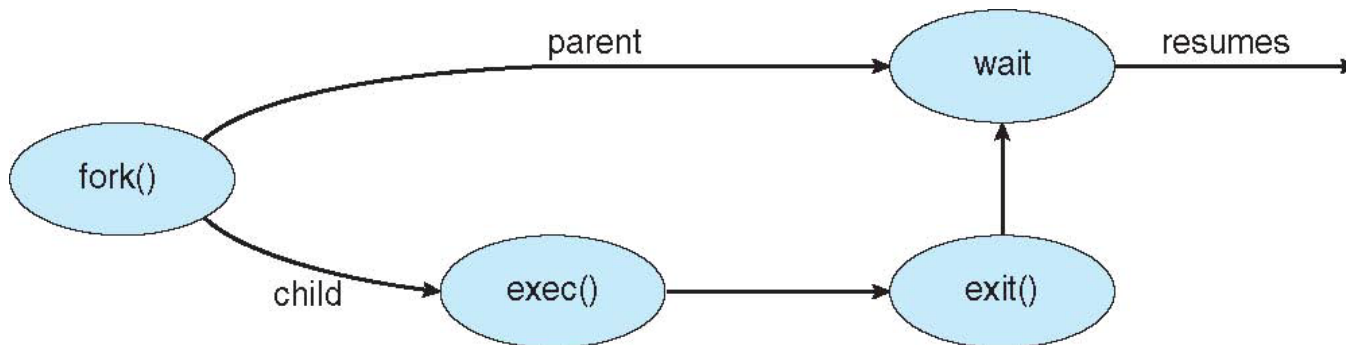 parent
wait
resumes
fork()
child
exec()
exit()